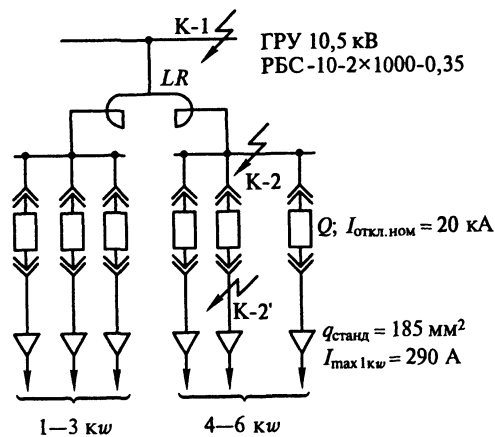 К-1
ГРУ 10,5 кВ
РБС-10-2×1000-0,35
LR
К-2
Q; Iоткл.ном = 20 кА
К-2'
qстанд = 185 мм²
Imax 1кw = 290 А
1—3 кw
4—6 кw